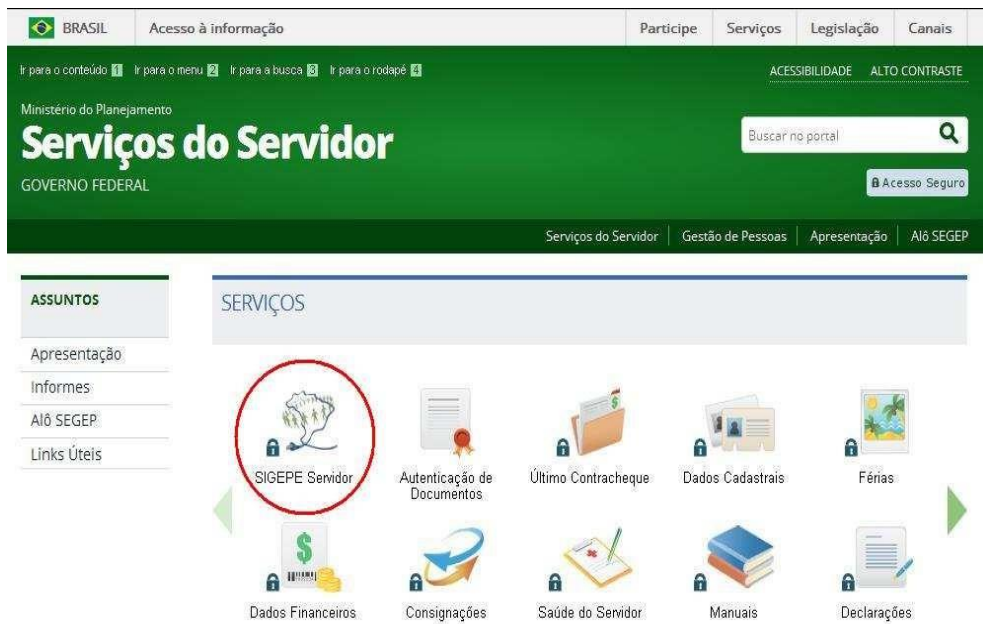 BRASIL Acesso à informação Participe Serviços Legislação Canais
Ir para o conteúdo 1 Ir para o menu 2 Ir para a busca 3 Ir para o rodapé 4 ACESSIBILIDADE ALTO CONTRASTE
Ministério do Planejamento
Serviços do Servidor
Buscar no portal
GOVERNO FEDERAL
Acesso Seguro
Serviços do Servidor Gestão de Pessoas Apresentação Alô SEGEP
ASSUNTOS
Apresentação
Informes
Alô SEGEP
Links Úteis
SERVIÇOS
SIGEPE Servidor
Autenticação de
Documentos
Último Contracheque
Dados Cadastrais
Férias
Dados Financeiros
Consignações
Saúde do Servidor
Manuais
Declarações